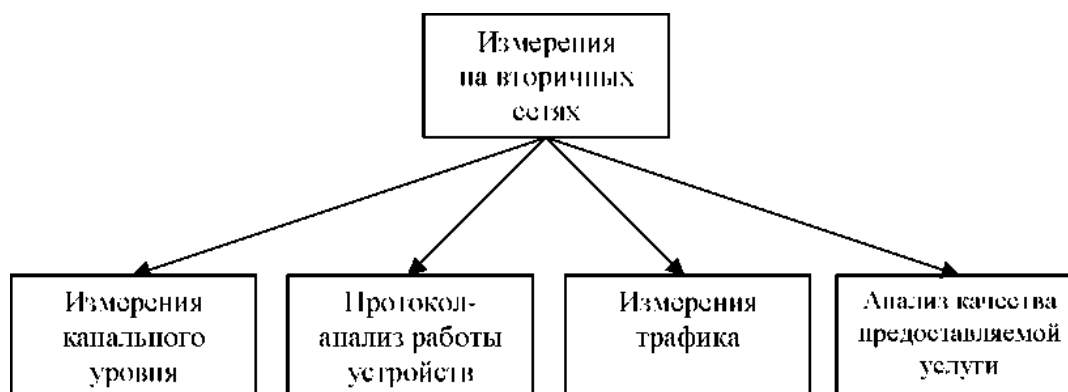 Измерения
на вторичных
сетях
Измерения
канального
уровня
Протокол-
анализ работы
устройств
Измерения
трафика
Анализ качества
предоставляемой
услуги